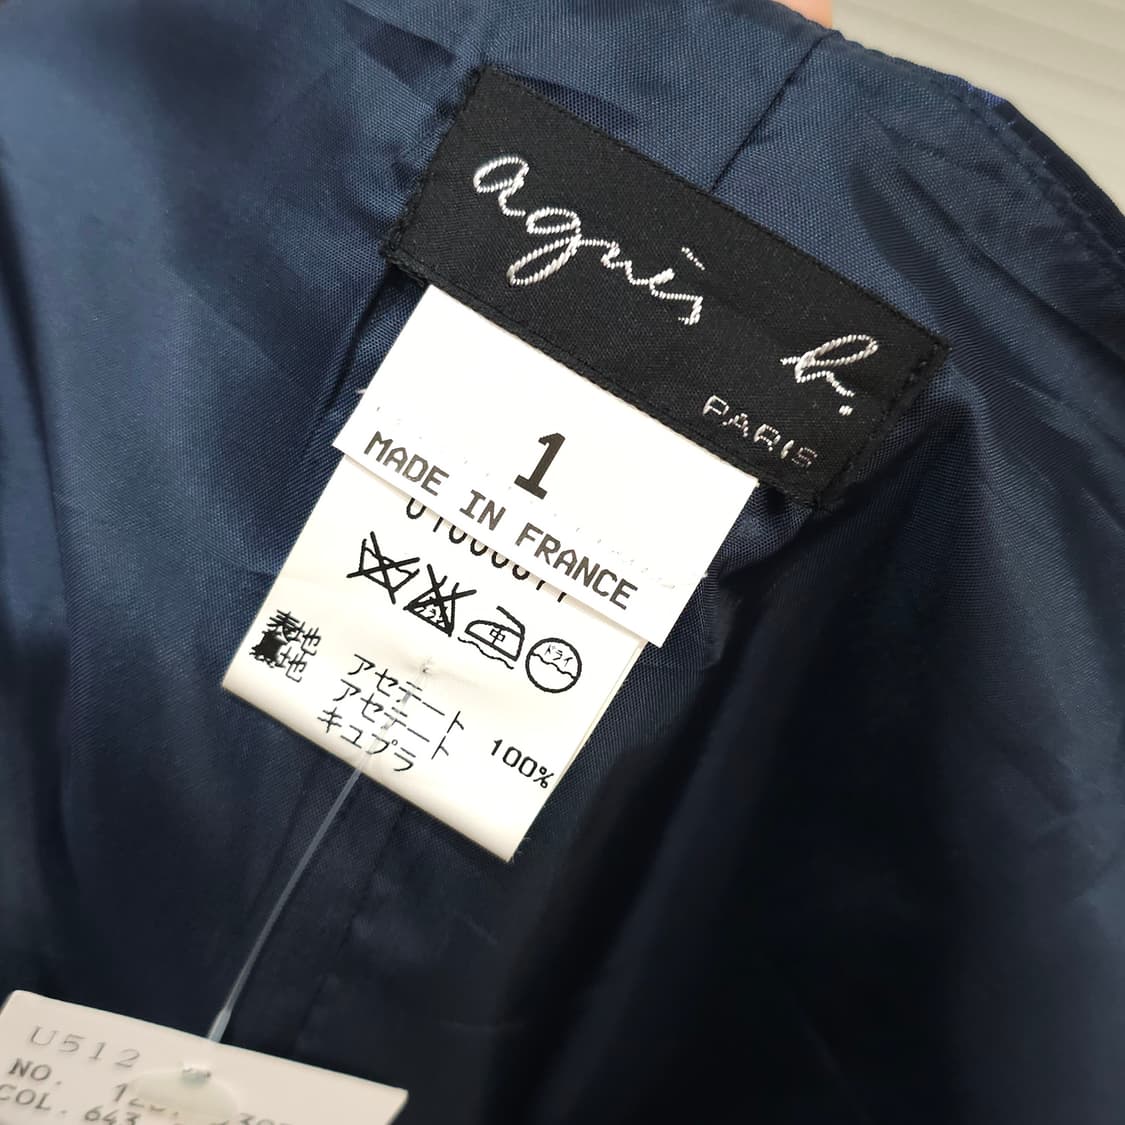 agnès b.
PARIS
1
MADE IN FRANCE
中
ドライ
表地 アセテート
裏地 アセテート
キュプラ 100%
U512
NO.
COL. 643